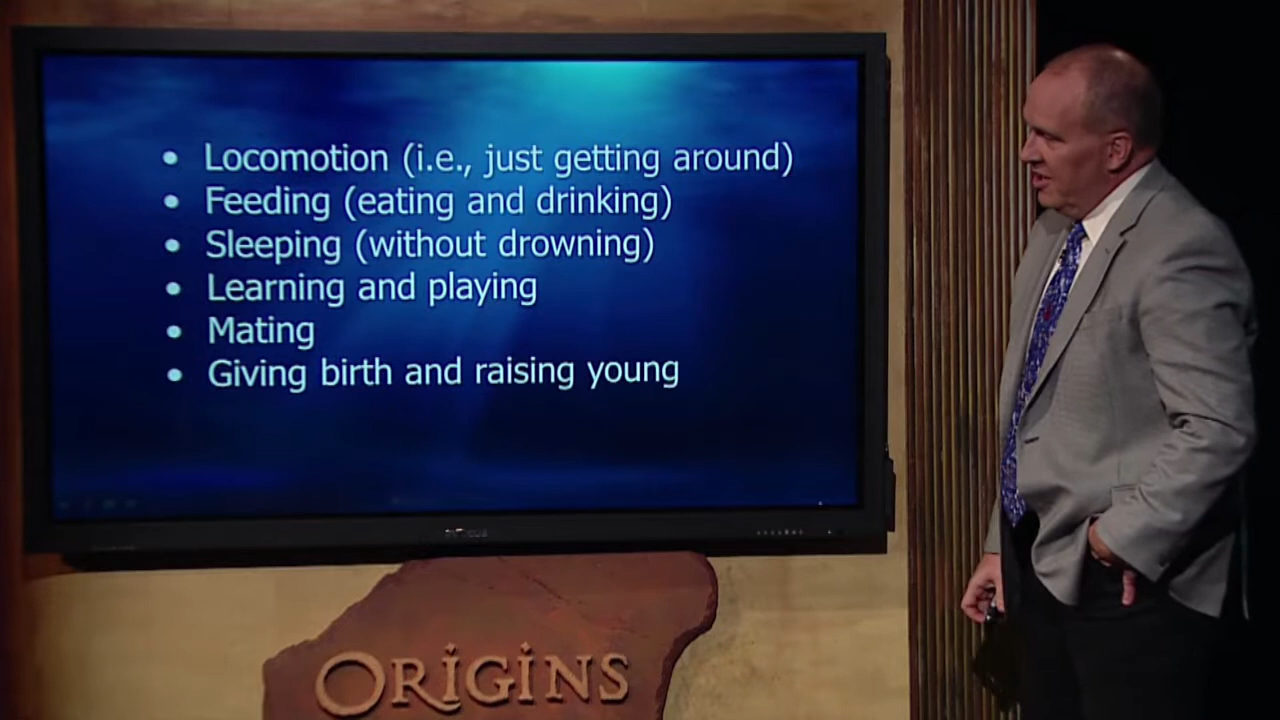 • Locomotion (i.e., just getting around)
• Feeding (eating and drinking)
• Sleeping (without drowning)
• Learning and playing
• Mating
• Giving birth and raising young
ORIGINS